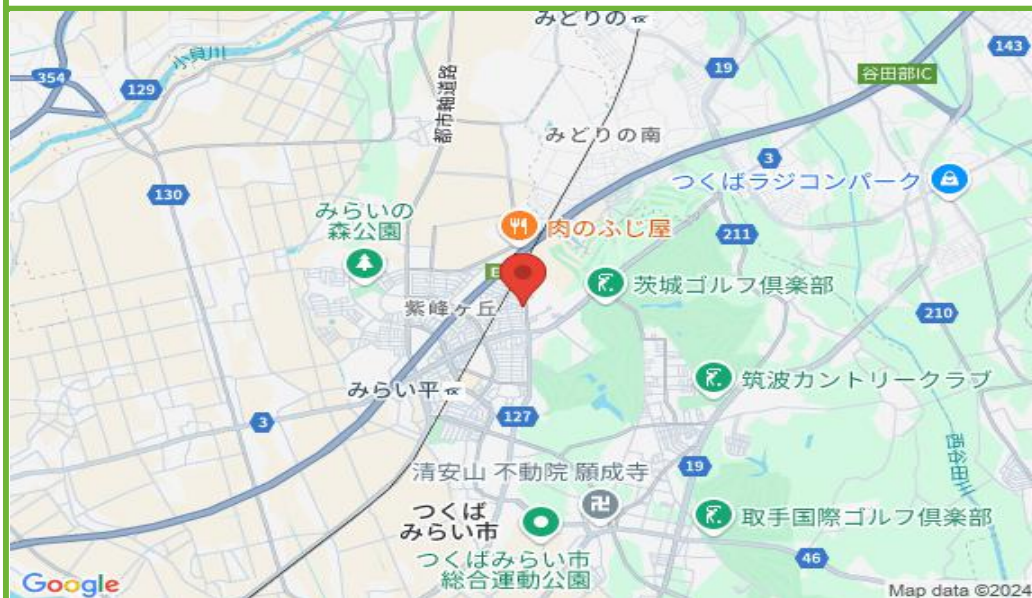 みどりの
小貝川
354
129
都市軸道路
19
143
谷田部IC
みどりの南
3
つくばラジコンパーク
130
みらいの
森公園
肉のふじ屋
211
E
茨城ゴルフ倶楽部
紫峰ヶ丘
210
みらい平
筑波カントリークラブ
3
127
西谷田川
清安山 不動院 願成寺
19
つくば
みらい市
取手国際ゴルフ倶楽部
つくばみらい市
総合運動公園
46
Google
Map data ©2024